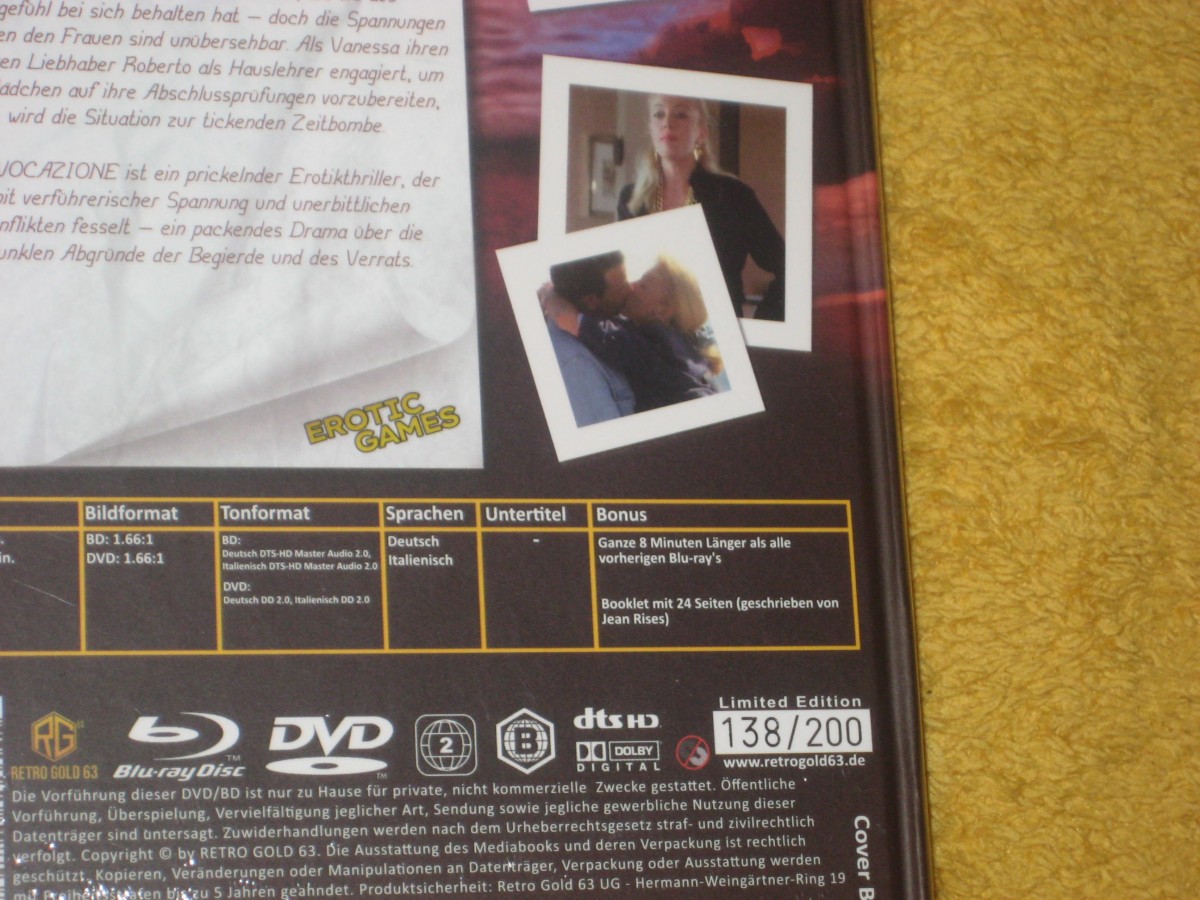 gefühl bei sich behalten hat – doch die Spannungen
en den Frauen sind unübersehbar. Als Vanessa ihren
en Liebhaber Roberto als Hauslehrer engagiert, um
ädchen auf ihre Abschlussprüfungen vorzubereiten,
wird die Situation zur tickenden Zeitbombe.
VOCAZIONE ist ein prickelnder Erotikthriller, der
it verführerischer Spannung und unerbittlichen
nflikten fesselt – ein packendes Drama über die
unklen Abgründe der Begierde und des Verrats.
EROTIC
GAMES
Bildformat Tonformat Sprachen Untertitel Bonus
in.
BD: 1.66:1
DVD: 1.66:1
BD:
Deutsch DTS-HD Master Audio 2.0,
Italienisch DTS-HD Master Audio 2.0
DVD:
Deutsch DD 2.0, Italienisch DD 2.0
Deutsch
Italienisch
-
Ganze 8 Minuten Länger als alle
vorherigen Blu-ray's
Booklet mit 24 Seiten (geschrieben von
Jean Rises)
RG
63
RETRO GOLD 63
Blu-ray Disc
TM
DVD
TM
2
B
dts HD
DOLBY
DIGITAL
Limited Edition
138/200
www.retrogold63.de
Die Vorführung dieser DVD/BD ist nur zu Hause für private, nicht kommerzielle Zwecke gestattet. Öffentliche
Vorführung, Überspielung, Vervielfältigung jeglicher Art, Sendung sowie jegliche gewerbliche Nutzung dieser
Datenträger sind untersagt. Zuwiderhandlungen werden nach dem Urheberrechtsgesetz straf- und zivilrechtlich
verfolgt. Copyright © by RETRO GOLD 63. Die Ausstattung des Mediabooks und deren Verpackung ist rechtlich
geschützt, Kopieren, Veränderungen oder Manipulationen an Datenträger, Verpackung oder Ausstattung werden
mit Freiheitsstrafen bis zu 5 Jahren geahndet. Produktsicherheit: Retro Gold 63 UG - Hermann-Weingärtner-Ring 19
Cover B